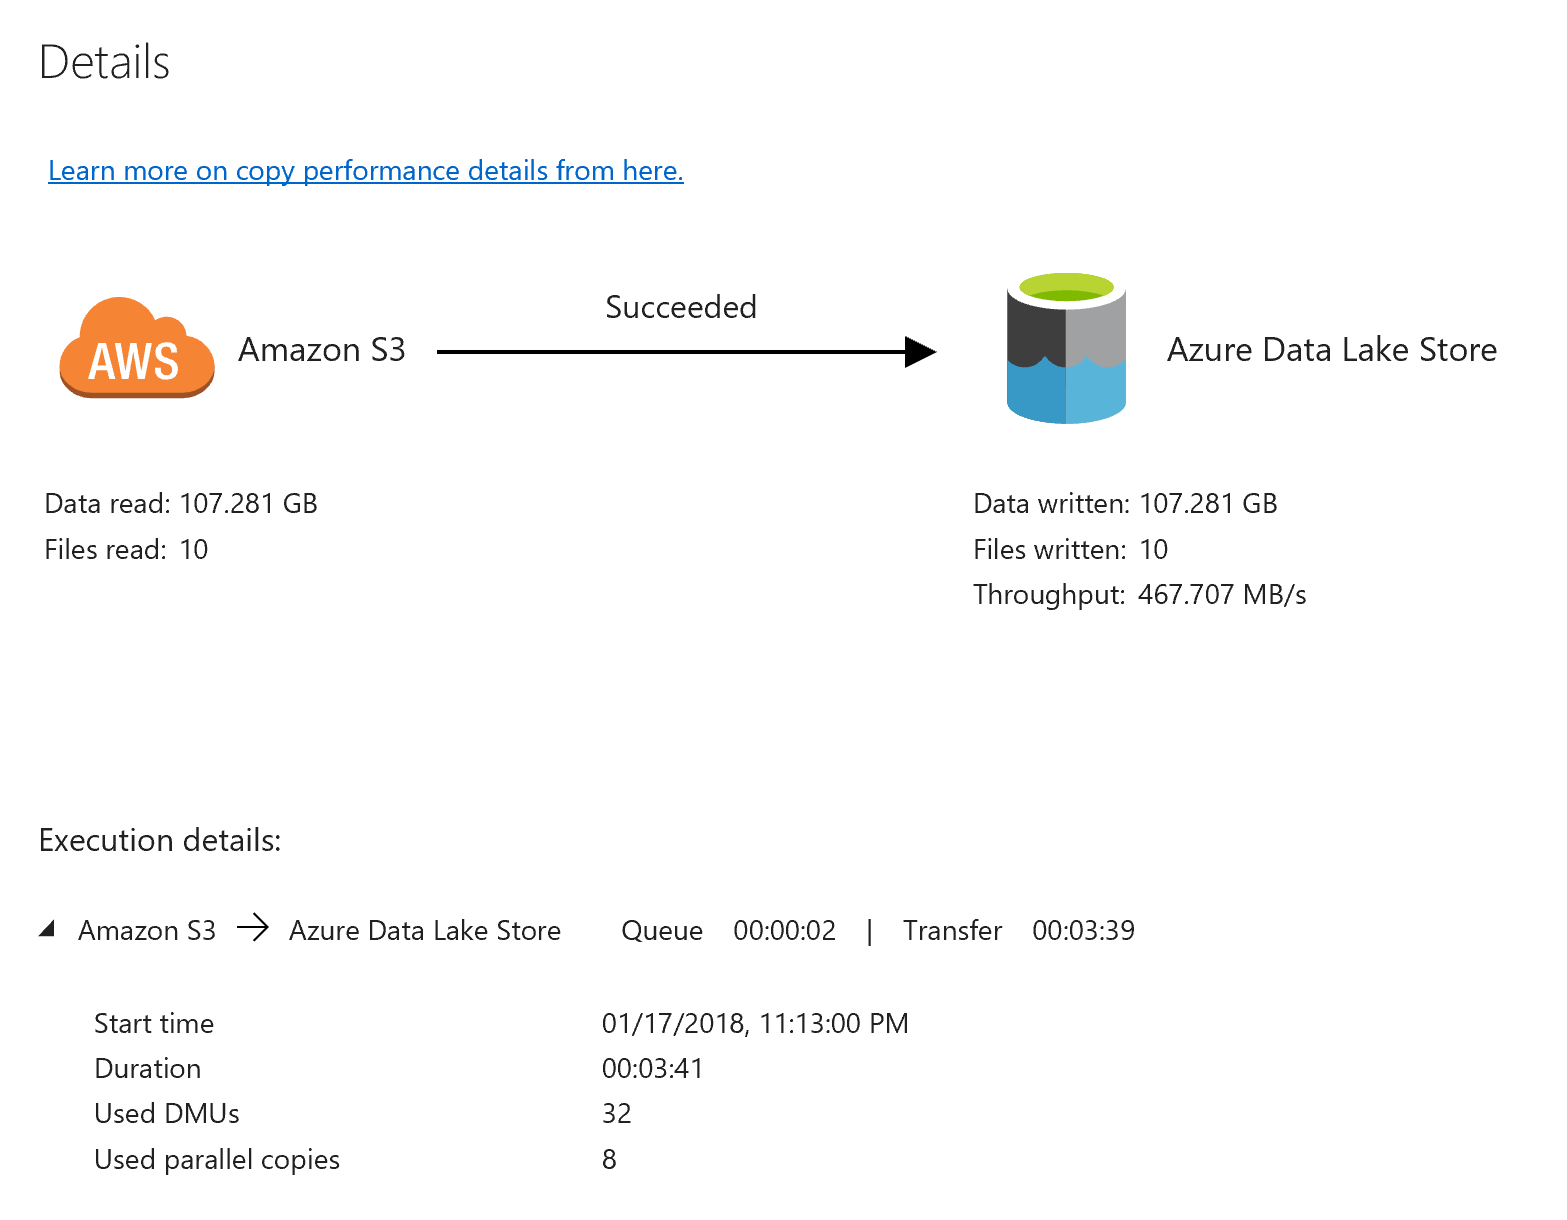 Details
Learn more on copy performance details from here.
Succeeded
AWS Amazon S3
Azure Data Lake Store
Data read: 107.281 GB
Files read: 10
Data written: 107.281 GB
Files written: 10
Throughput: 467.707 MB/s
Execution details:
Amazon S3 → Azure Data Lake Store Queue 00:00:02 | Transfer 00:03:39
Start time 01/17/2018, 11:13:00 PM
Duration 00:03:41
Used DMUs 32
Used parallel copies 8